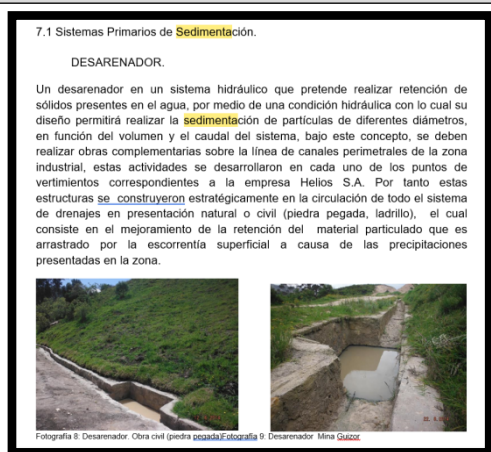 7.1 Sistemas Primarios de Sedimentación.
DESARENADOR.
Un desarenador en un sistema hidráulico que pretende realizar retención de
sólidos presentes en el agua, por medio de una condición hidráulica con lo cual su
diseño permitirá realizar la sedimentación de partículas de diferentes diámetros,
en función del volumen y el caudal del sistema, bajo este concepto, se deben
realizar obras complementarias sobre la línea de canales perimetrales de la zona
industrial, estas actividades se desarrollaron en cada uno de los puntos de
vertimientos correspondientes a la empresa Helios S.A. Por tanto estas
estructuras se construyeron estratégicamente en la circulación de todo el sistema
de drenajes en presentación natural o civil (piedra pegada, ladrillo), el cual
consiste en el mejoramiento de la retención del material particulado que es
arrastrado por la escorrentía superficial a causa de las precipitaciones
presentadas en la zona.
Fotografía 8: Desarenador. Obra civil (piedra pegada)Fotografía 9: Desarenador Mina Guizor